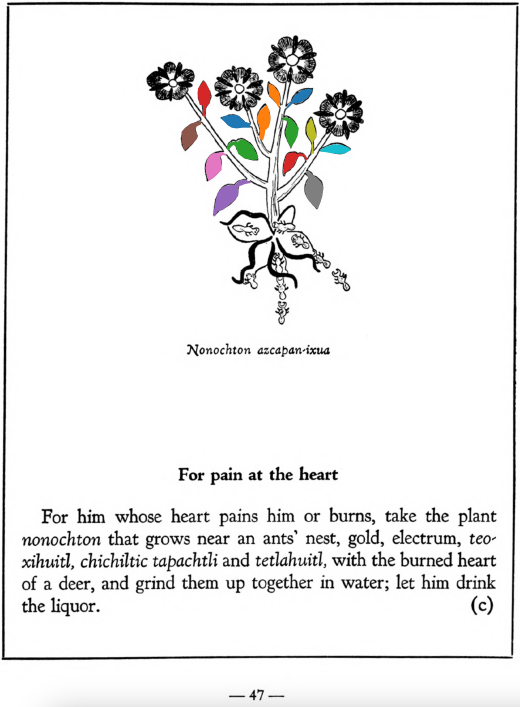 Nonochton azcapan-ixua
For pain at the heart
For him whose heart pains him or burns, take the plant
nonochton that grows near an ants' nest, gold, electrum, teo-
xihuitl, chichiltic tapachtli and tetlahuitl, with the burned heart
of a deer, and grind them up together in water; let him drink
the liquor. (c)
— 47 —